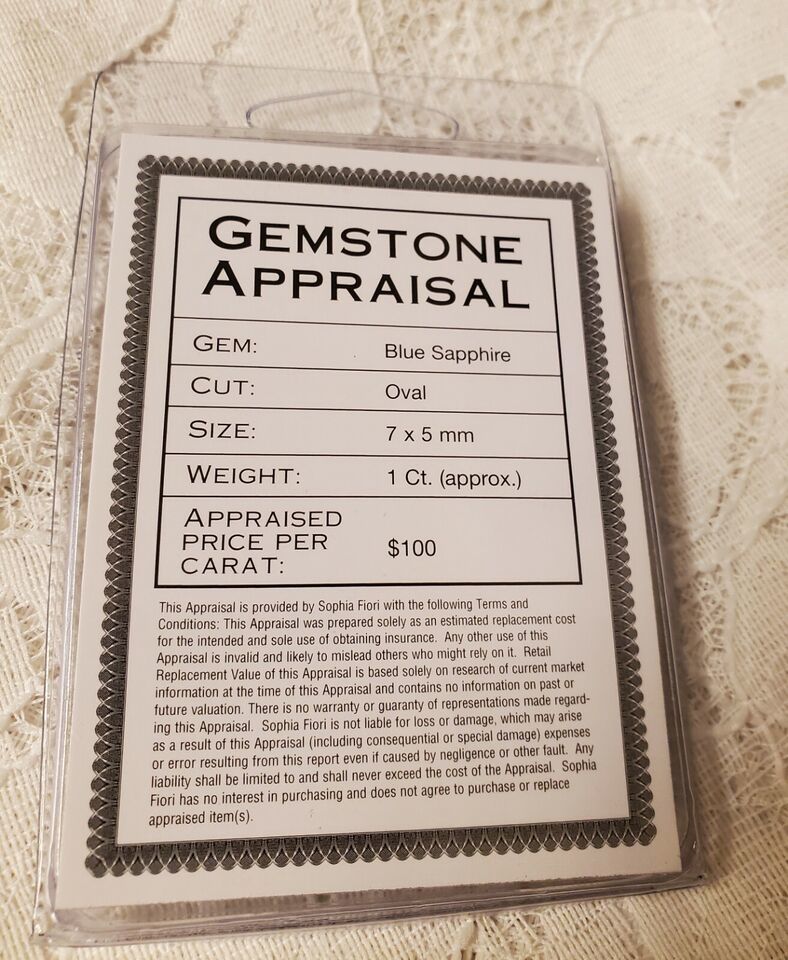 GEMSTONE
APPRAISAL
GEM: Blue Sapphire
CUT: Oval
SIZE: 7 x 5 mm
WEIGHT: 1 Ct. (approx.)
APPRAISED
PRICE PER
CARAT: $100
This Appraisal is provided by Sophia Fiori with the following Terms and
Conditions: This Appraisal was prepared solely as an estimated replacement cost
for the intended and sole use of obtaining insurance. Any other use of this
Appraisal is invalid and likely to mislead others who might rely on it. Retail
Replacement Value of this Appraisal is based solely on research of current market
information at the time of this Appraisal and contains no information on past or
future valuation. There is no warranty or guaranty of representations made regard-
ing this Appraisal. Sophia Fiori is not liable for loss or damage, which may arise
as a result of this Appraisal (including consequential or special damage) expenses
or error resulting from this report even if caused by negligence or other fault. Any
liability shall be limited to and shall never exceed the cost of the Appraisal. Sophia
Fiori has no interest in purchasing and does not agree to purchase or replace
appraised item(s).